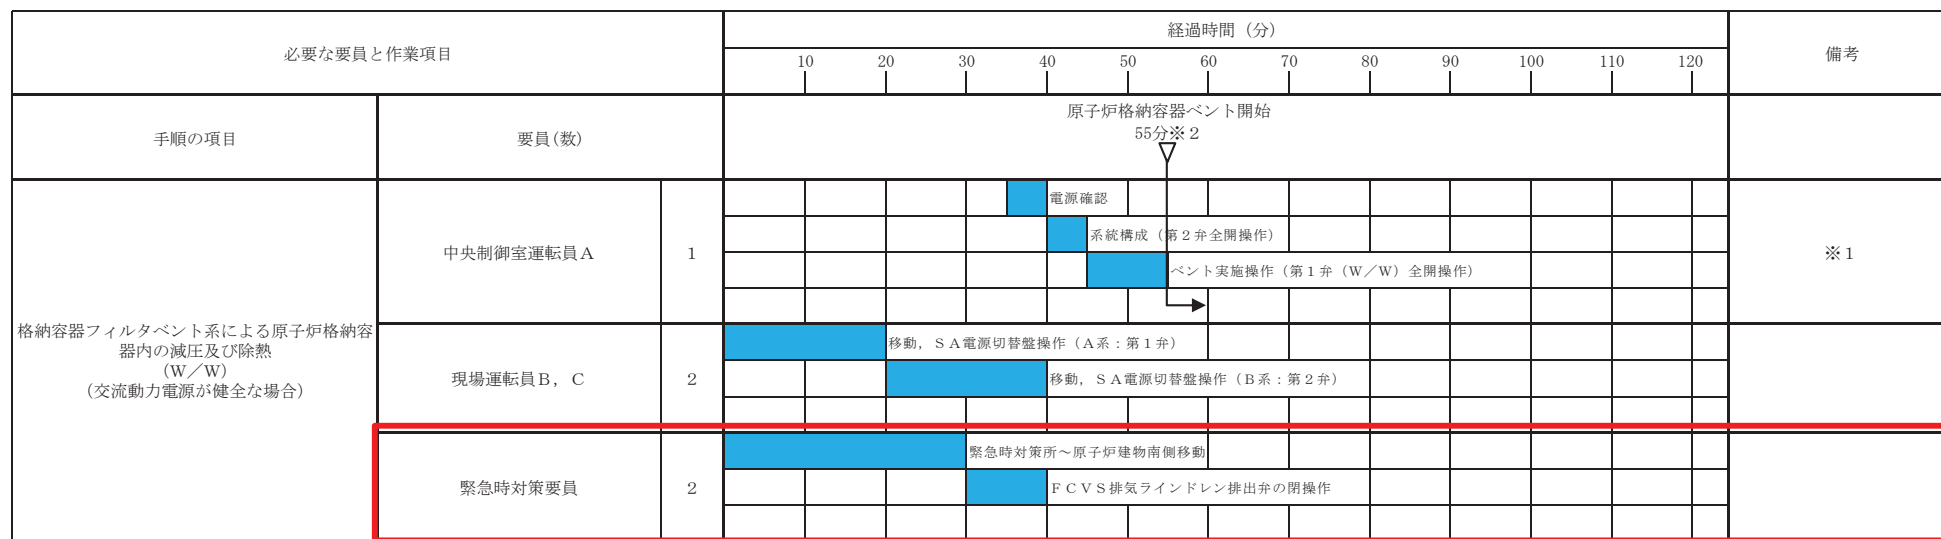 必要な要員と作業項目
経過時間（分）
備考
10 20 30 40 50 60 70 80 90 100 110 120
手順の項目
要員(数)
原子炉格納容器ベント開始
55分※２
格納容器フィルタベント系による原子炉格納容
器内の減圧及び除熱
（Ｗ／Ｗ）
（交流動力電源が健全な場合）
中央制御室運転員Ａ
1
電源確認
系統構成（第２弁全開操作）
ベント実施操作（第１弁（Ｗ／Ｗ）全開操作）
※１
現場運転員Ｂ，Ｃ
2
移動，ＳＡ電源切替盤操作（Ａ系：第１弁）
移動，ＳＡ電源切替盤操作（Ｂ系：第２弁）
緊急時対策要員
2
緊急時対策所～原子炉建物南側移動
ＦＣＶＳ排気ラインドレン排出弁の閉操作